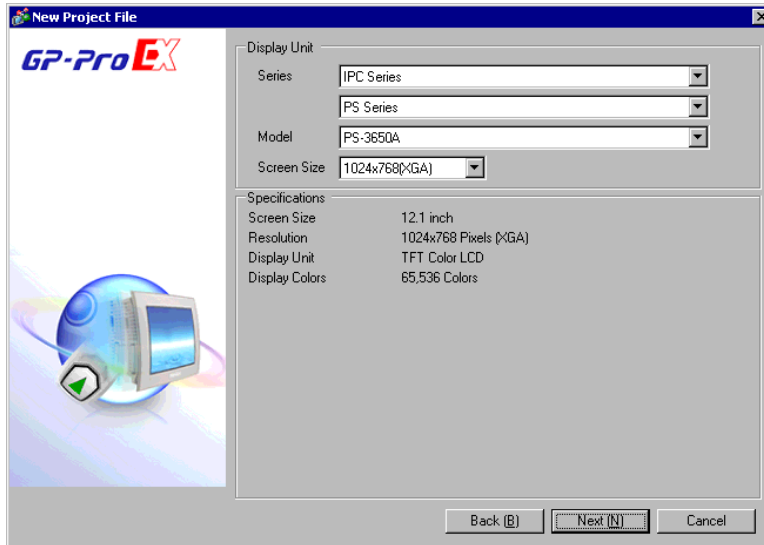 New Project File
GP-Pro EX
Display Unit
Series IPC Series
PS Series
Model PS-3650A
Screen Size 1024x768(XGA)
Specifications
Screen Size 12.1 inch
Resolution 1024x768 Pixels (XGA)
Display Unit TFT Color LCD
Display Colors 65,536 Colors
Back (B) Next (N) Cancel